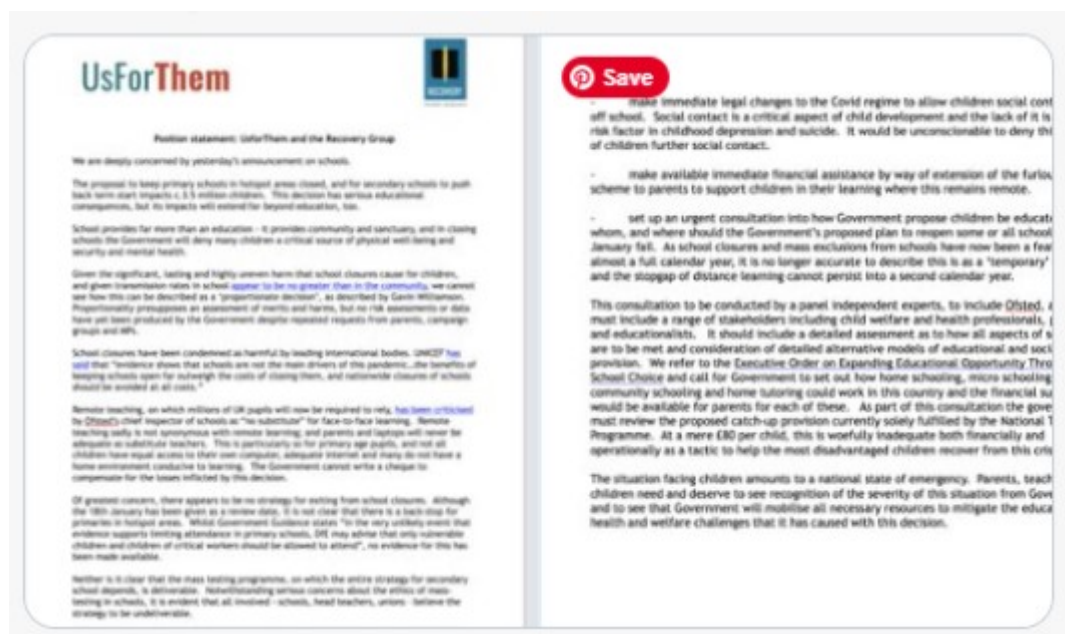 UsForThem
RECOVERY
Position statement: UsforThem and the Recovery Group
We are deeply concerned by yesterday's announcement on schools.
The proposal to keep primary schools in hotspot areas closed, and for secondary schools to push
back term start impacts c.3.5 million children. This decision has serious educational
consequences, but its impacts will extend far beyond education, too.
School provides far more than an education - it provides community and sanctuary, and in closing
schools the Government will deny many children a critical source of physical well-being and
security and mental health.
Given the significant, lasting and highly uneven harm that school closures cause for children,
and given transmission rates in school appear to be no greater than in the community, we cannot
see how this can be described as a "proportionate decision", as described by Gavin Williamson.
Proportionality presupposes an assessment of merits and harms, but no risk assessments or data
have yet been produced by the Government despite repeated requests from parents, campaign
groups and MPs.
School closures have been condemned as harmful by leading international bodies. UNICEF has
said that "evidence shows that schools are not the main drivers of this pandemic...the benefits of
keeping schools open far outweigh the costs of closing them, and nationwide closures of schools
should be avoided at all costs."
Remote teaching, on which millions of UK pupils will now be required to rely, has been criticised
by Ofsted's chief inspector of schools as "no substitute" for face-to-face learning. Remote
teaching sadly is not synonymous with remote learning; and parents and laptops will never be
adequate as substitute teachers. This is particularly so for primary age pupils, and not all
children have equal access to their own computer, adequate internet and many do not have a
home environment conducive to learning. The Government cannot write a cheque to
compensate for the losses inflicted by this decision.
Of greatest concern, there appears to be no strategy for exiting from school closures. Although
the 18th January has been given as a review date, it is not clear that there is a back-stop for
primaries in hotspot areas. Whilst Government Guidance states "in the very unlikely event that
evidence supports limiting attendance in primary schools, DfE may advise that only vulnerable
children and children of critical workers should be allowed to attend", no evidence for this has
been made available.
Neither is it clear that the mass testing programme, on which the entire strategy for secondary
school depends, is deliverable. Notwithstanding serious concerns about the ethics of mass-
testing in schools, it is evident that all involved - schools, head teachers, unions - believe the
strategy to be undeliverable.
Save
- make immediate legal changes to the Covid regime to allow children social cont
off school. Social contact is a critical aspect of child development and the lack of it is
risk factor in childhood depression and suicide. It would be unconscionable to deny thi
of children further social contact.
- make available immediate financial assistance by way of extension of the furlou
scheme to parents to support children in their learning where this remains remote.
- set up an urgent consultation into how Government propose children be educat
whom, and where should the Government's proposed plan to reopen some or all school
January fail. As school closures and mass exclusions from schools have now been a fea
almost a full calendar year, it is no longer accurate to describe this is as a "temporary"
and the stopgap of distance learning cannot persist into a second calendar year.
This consultation to be conducted by a panel independent experts, to include Ofsted, a
must include a range of stakeholders including child welfare and health professionals, p
and educationalists. It should include a detailed assessment as to how all aspects of s
are to be met and consideration of detailed alternative models of educational and soci
provision. We refer to the Executive Order on Expanding Educational Opportunity Thro
School Choice and call for Government to set out how home schooling, micro schooling
community schooling and home tutoring could work in this country and the financial su
would be available for parents for each of these. As part of this consultation the gove
must review the proposed catch-up provision currently solely fulfilled by the National T
Programme. At a mere £80 per child, this is woefully inadequate both financially and
operationally as a tactic to help the most disadvantaged children recover from this cris
The situation facing children amounts to a national state of emergency. Parents, teach
children need and deserve to see recognition of the severity of this situation from Gove
and to see that Government will mobilise all necessary resources to mitigate the educa
health and welfare challenges that it has caused with this decision.